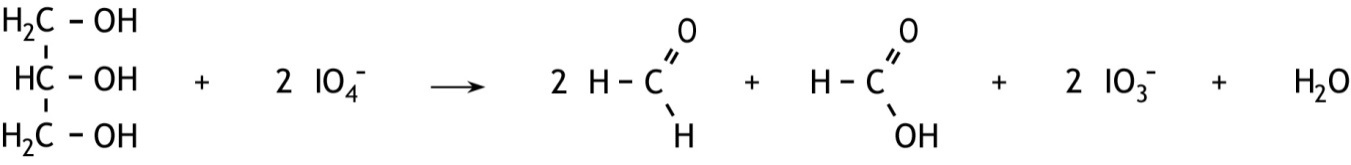 H₂C – OH
HC – OH + 2 IO₄⁻ ⟶ 2 H – C = O – H + H – C = O – OH + 2 IO₃⁻ + H₂O
H₂C – OH